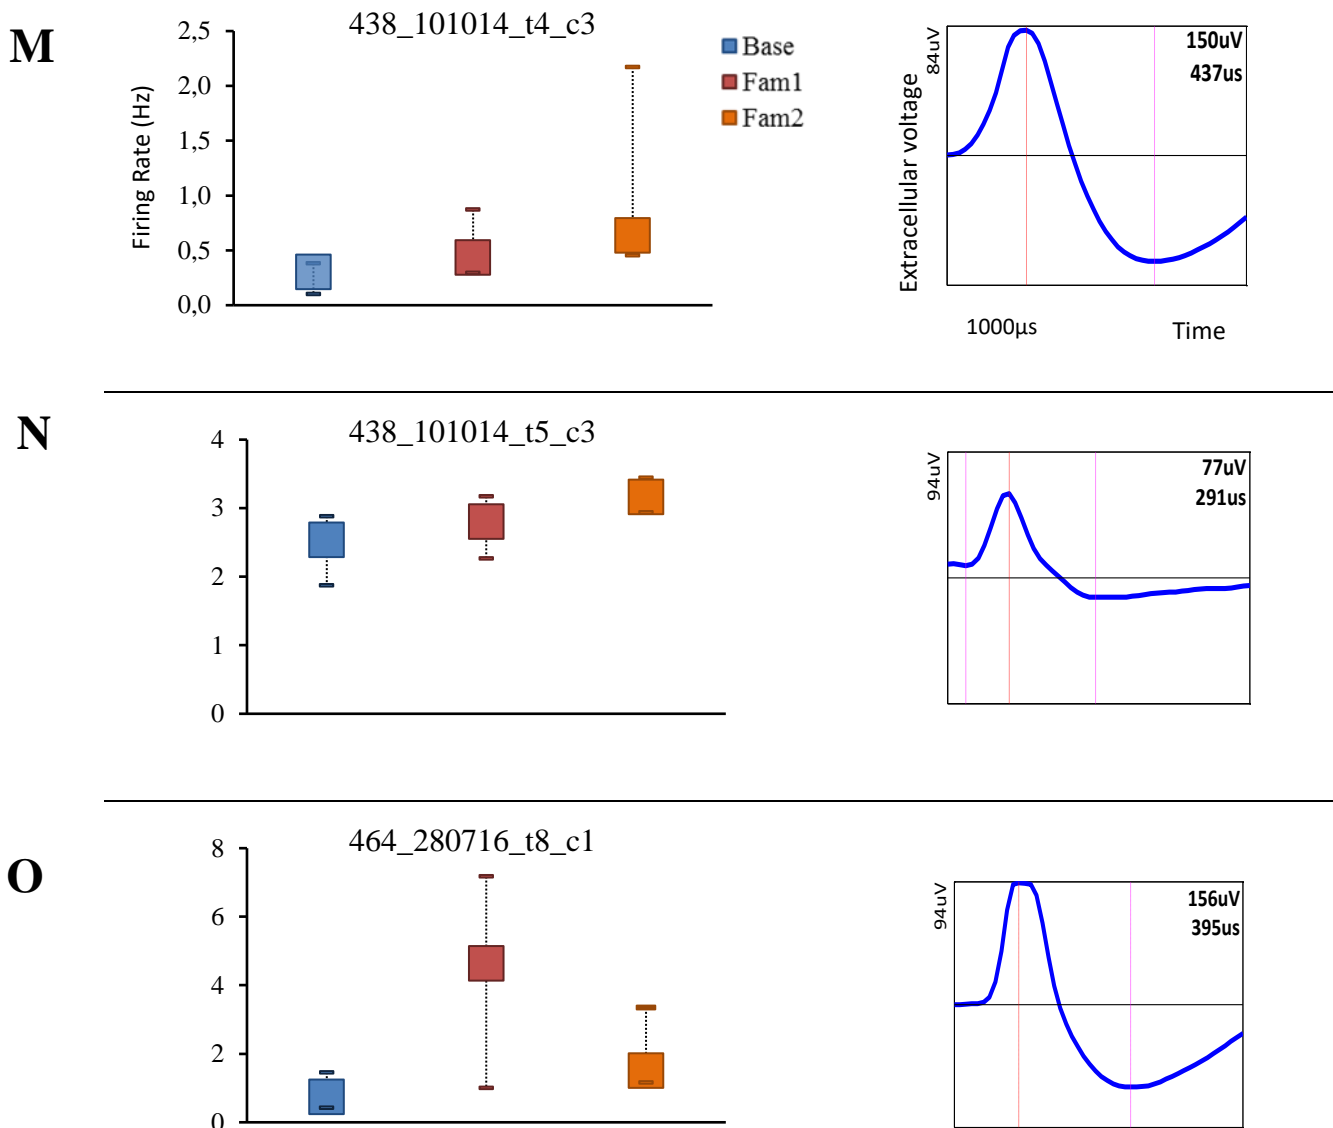 M
438_101014_t4_c3
Firing Rate (Hz)
2,5
2,0
1,5
1,0
0,5
0,0
Base
Fam1
Fam2
Extracellular voltage
84uV
150uV
437us
1000µs
Time
N
438_101014_t5_c3
4
3
2
1
0
94uV
77uV
291us
O
464_280716_t8_c1
8
6
4
2
0
94uV
156uV
395us